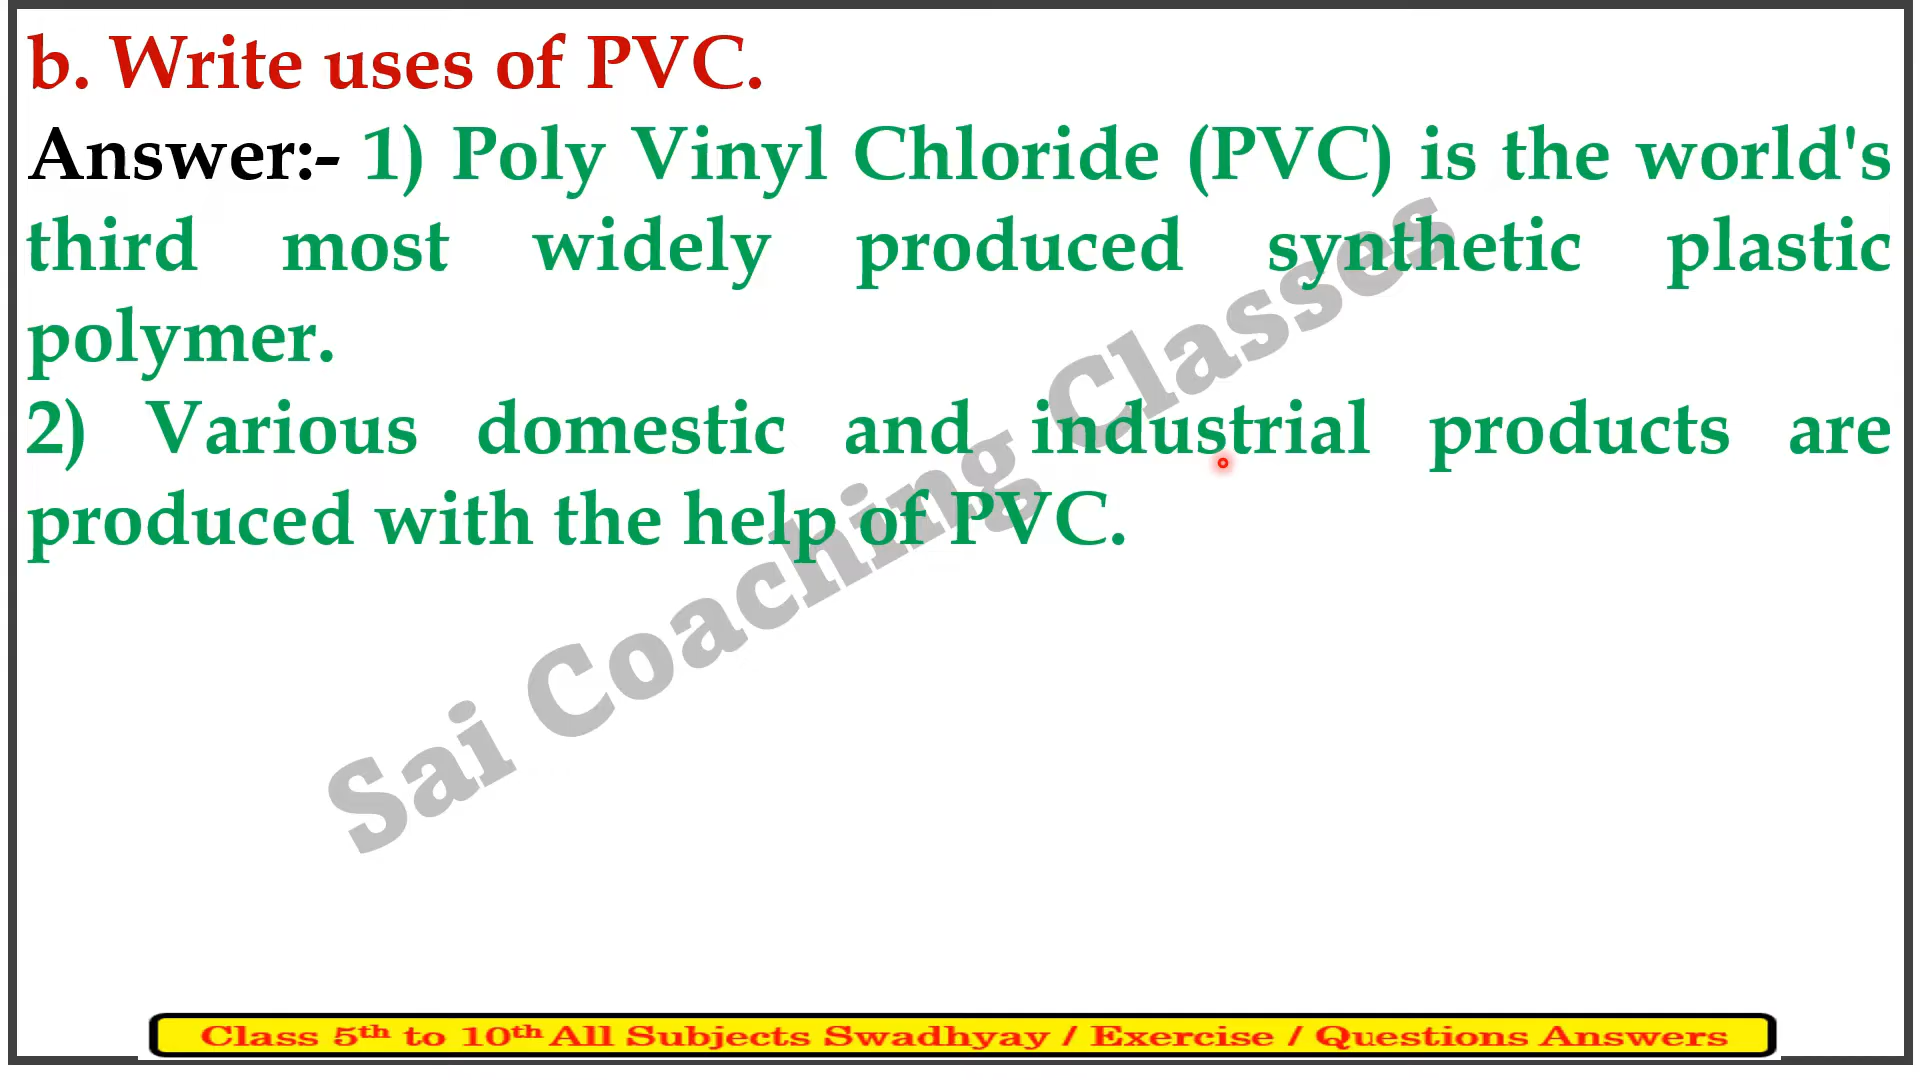 b. Write uses of PVC.
Answer:- 1) Poly Vinyl Chloride (PVC) is the world's
third most widely produced synthetic plastic
polymer.
2) Various domestic and industrial products are
produced with the help of PVC.
Sai Coaching Classes
Class 5th to 10th All Subjects Swadhyay / Exercise / Questions Answers